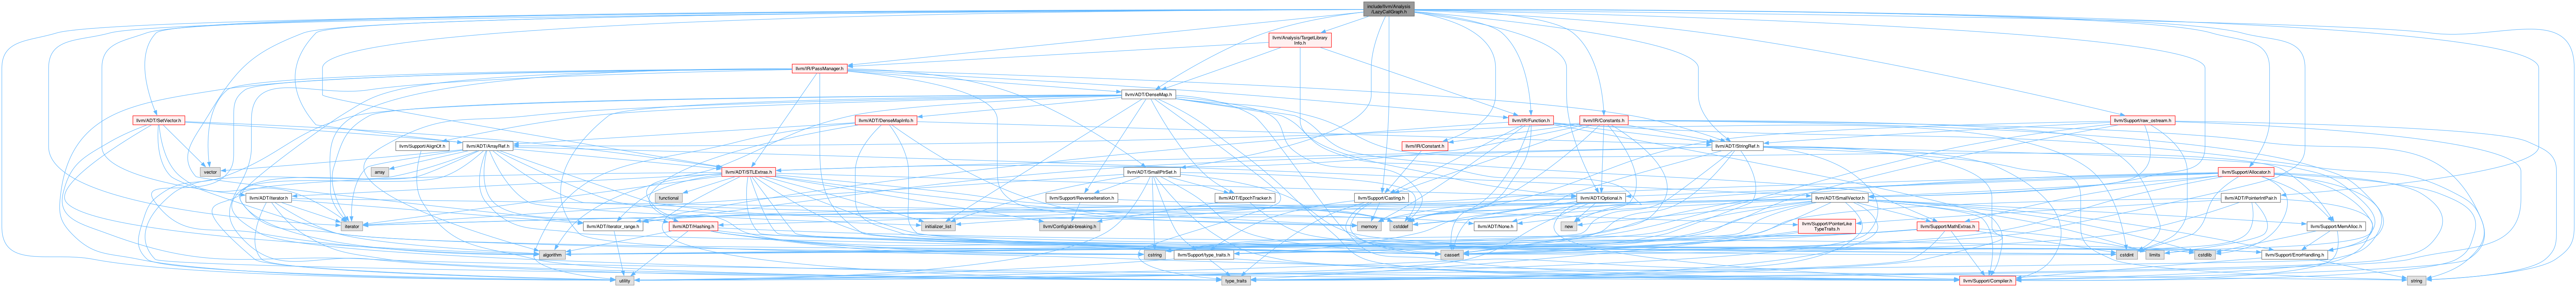 include/llvm/Analysis
/LazyCallGraph.h
llvm/Analysis/TargetLibrary
Info.h
llvm/IR/PassManager.h
llvm/ADT/DenseMap.h
llvm/ADT/SetVector.h
llvm/ADT/DenseMapInfo.h
llvm/IR/Function.h
llvm/IR/Constants.h
llvm/Support/raw_ostream.h
llvm/Support/AlignOf.h
llvm/ADT/ArrayRef.h
llvm/IR/Constant.h
llvm/ADT/StringRef.h
vector
array
llvm/ADT/STLExtras.h
llvm/ADT/SmallPtrSet.h
llvm/Support/Allocator.h
llvm/ADT/iterator.h
functional
llvm/Support/ReverseIteration.h
llvm/ADT/EpochTracker.h
llvm/Support/Casting.h
llvm/ADT/Optional.h
llvm/ADT/SmallVector.h
llvm/ADT/PointerIntPair.h
iterator
llvm/ADT/iterator_range.h
llvm/ADT/Hashing.h
initializer_list
llvm/Config/abi-breaking.h
memory
cstddef
llvm/ADT/None.h
new
llvm/Support/PointerLike
TypeTraits.h
llvm/Support/MathExtras.h
llvm/Support/MemAlloc.h
algorithm
cstring
llvm/Support/type_traits.h
cassert
cstdint
limits
cstdlib
llvm/Support/ErrorHandling.h
utility
type_traits
llvm/Support/Compiler.h
string